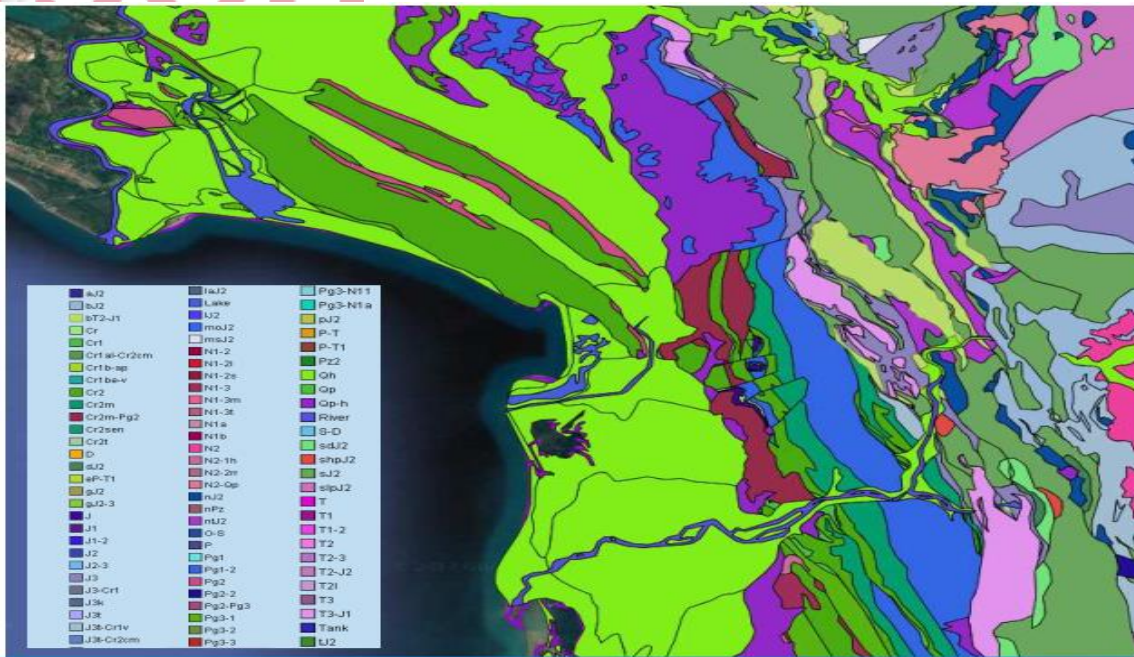 aJ2
bJ2
bT2-J1
Cr
Cr1
Cr1al-Cr2cm
Cr1b-ap
Cr1be-v
Cr2
Cr2m
Cr2m-Pg2
Cr2sen
Cr2t
D
dJ2
eP-T1
gJ2
gJ2-3
J
J1
J1-2
J2
J2-3
J3
J3-Cr1
J3k
J3t
J3t-Cr1v
J3t-Cr2cm
laJ2
Lake
lJ2
moJ2
msJ2
N1-2
N1-2l
N1-2s
N1-3
N1-3m
N1-3t
N1a
N1b
N2
N2-1h
N2-2rr
N2-Qp
nJ2
nPz
ntJ2
O-S
P
Pg1
Pg1-2
Pg2
Pg2-2
Pg2-Pg3
Pg3-1
Pg3-2
Pg3-3
Pg3-N11
Pg3-N1a
pJ2
P-T
P-T1
Pz2
Qh
Qp
Qp-h
River
S-D
sdJ2
shpJ2
sJ2
slpJ2
T
T1
T1-2
T2
T2-3
T2-J2
T2l
T3
T3-J1
Tank
tJ2